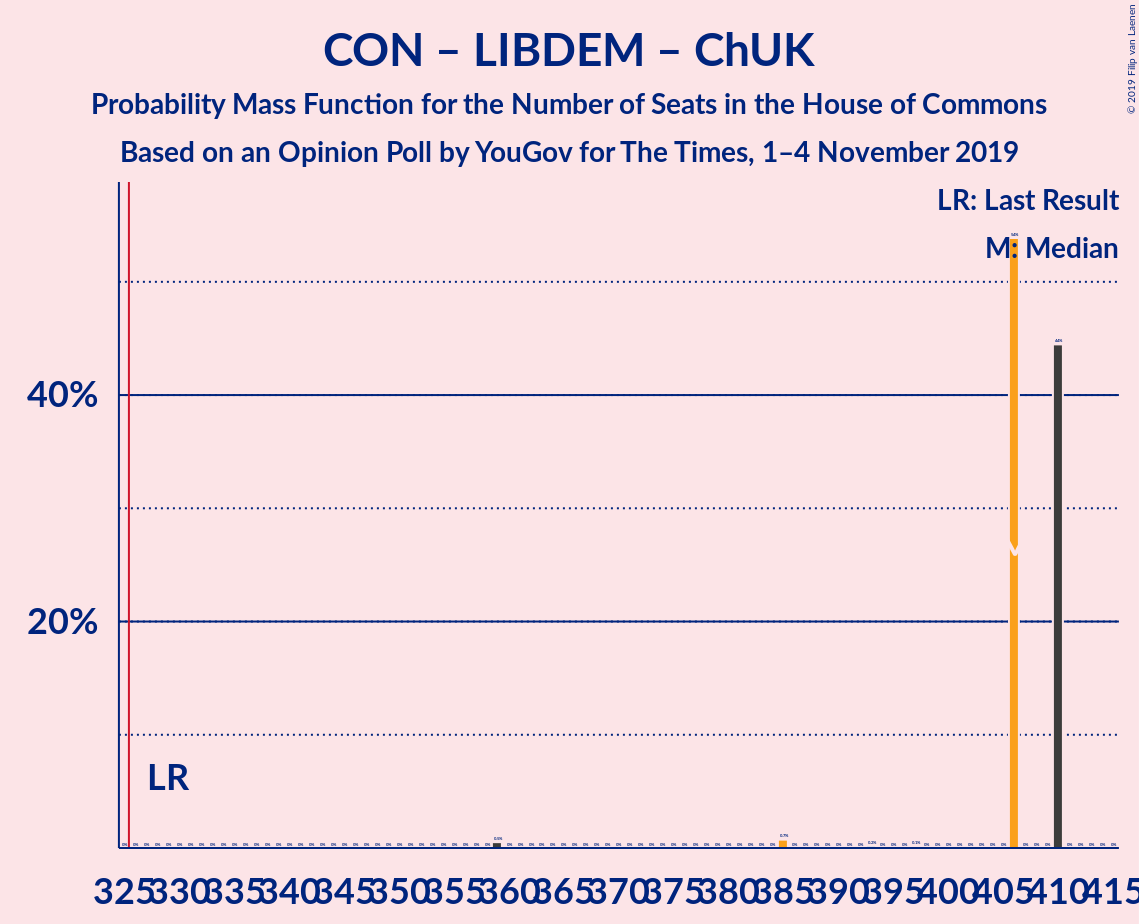 CON – LIBDEM – ChUK
Probability Mass Function for the Number of Seats in the House of Commons
Based on an Opinion Poll by YouGov for The Times, 1–4 November 2019
© 2019 Filip van Laenen
LR: Last Result
M: Median
54%
44%
40%
20%
M
LR
0.5%
0.7%
0.2%
0.1%
325 330 335 340 345 350 355 360 365 370 375 380 385 390 395 400 405 410 415